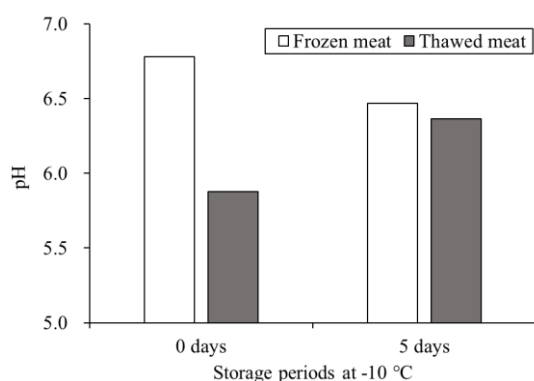 7.0
Frozen meat
Thawed meat
6.5
6.0
pH
5.5
5.0
0 days
5 days
Storage periods at -10 ℃